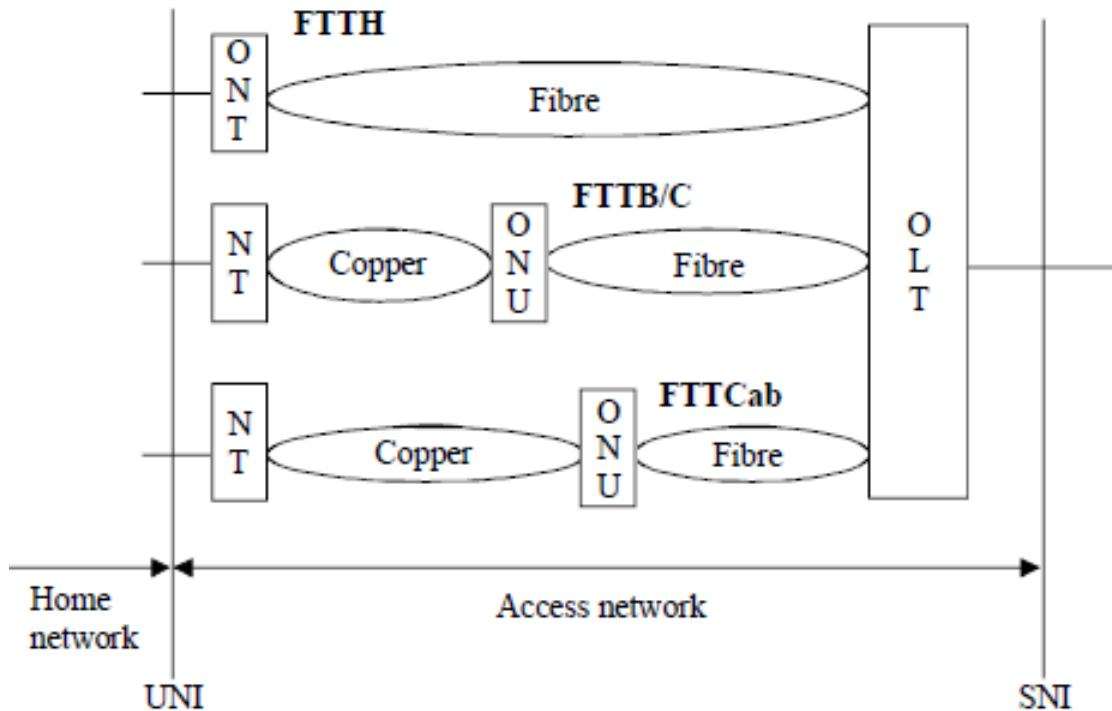 FTTH
O
N
T
Fibre
FTTB/C
N
T
Copper
O
N
U
Fibre
O
L
T
FTTCab
N
T
Copper
O
N
U
Fibre
Home
network
Access network
UNI
SNI